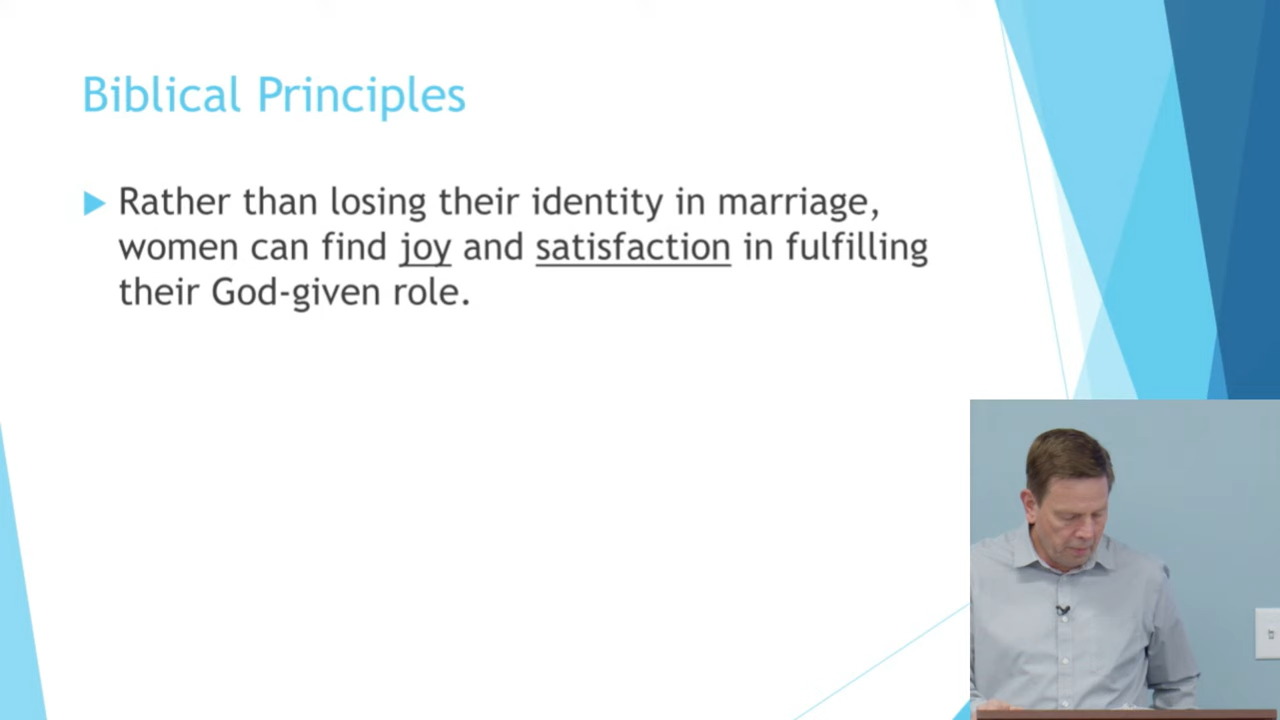 Biblical Principles
Rather than losing their identity in marriage,
women can find joy and satisfaction in fulfilling
their God-given role.